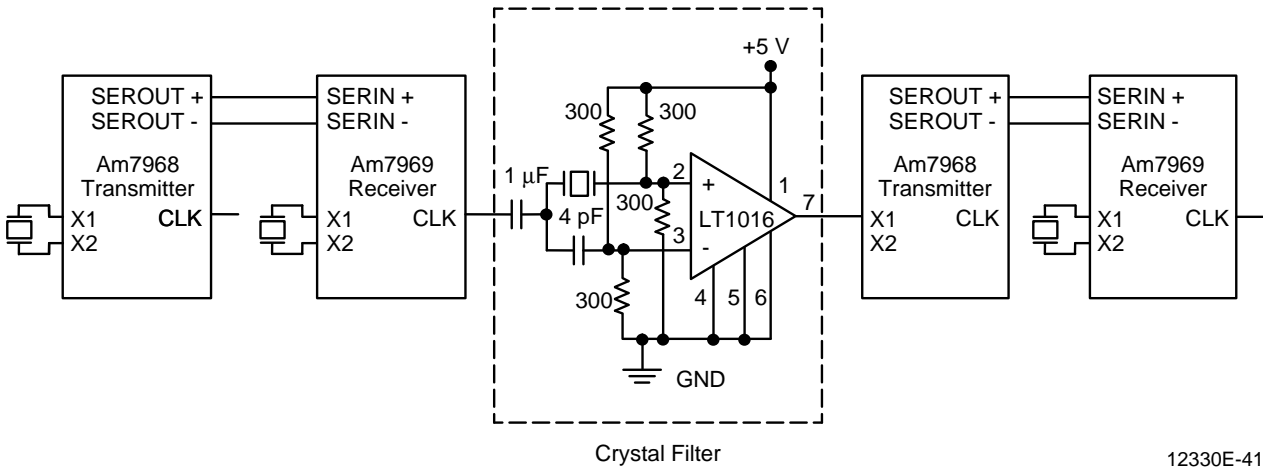 +5 V
SEROUT +
SEROUT -
Am7968
Transmitter
X1
X2
CLK
SERIN +
SERIN -
Am7969
Receiver
X1
X2
CLK
300
300
1 μF
4 pF
300
300
2
+
3
-
LT1016
1
7
4
5
6
GND
SEROUT +
SEROUT -
Am7968
Transmitter
X1
X2
CLK
SERIN +
SERIN -
Am7969
Receiver
X1
X2
CLK
Crystal Filter
12330E-41